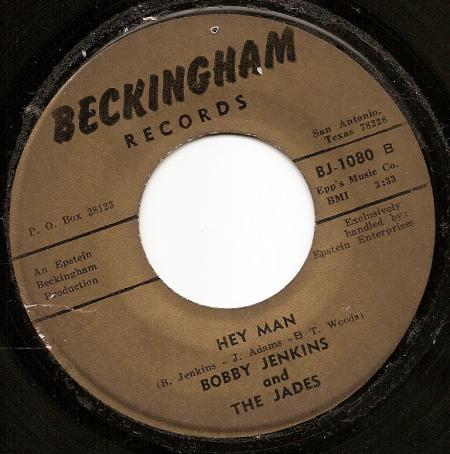 BECKINGHAM
RECORDS
San Antonio,
Texas 78228
BJ-1080 B
Epp's Music Co.
BMI 2:33
P. O. Box 28123
Exclusively
handled by:
Epstein Enterprises
An Epstein
Beckingham
Production
HEY MAN
(B. Jenkins - J. Adams - B T. Woods)
BOBBY JENKINS
and
THE JADES